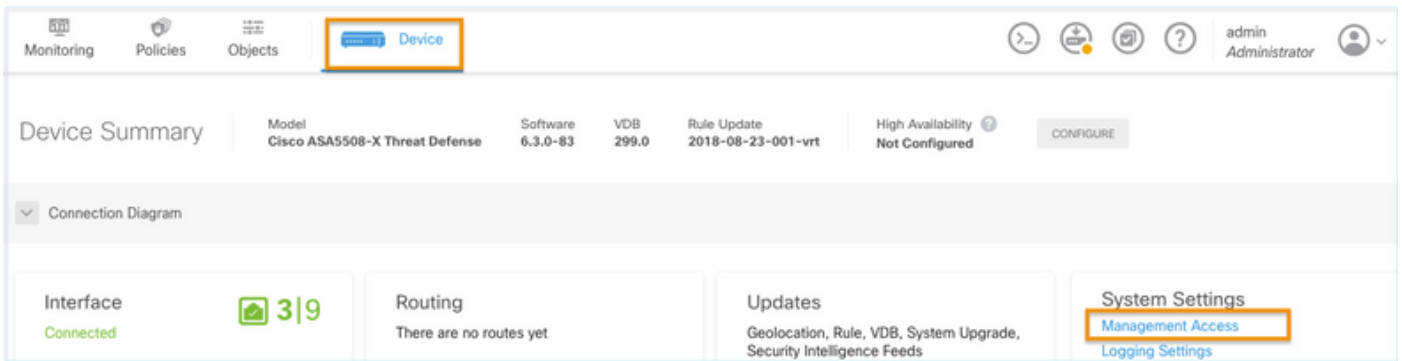 Monitoring
Policies
Objects
Device
>_
?
admin
Administrator
Device Summary
Model
Cisco ASA5508-X Threat Defense
Software
6.3.0-83
VDB
299.0
Rule Update
2018-08-23-001-vrt
High Availability ?
Not Configured
CONFIGURE
Connection Diagram
Interface
Connected
3|9
Routing
There are no routes yet
Updates
Geolocation, Rule, VDB, System Upgrade,
Security Intelligence Feeds
System Settings
Management Access
Logging Settings